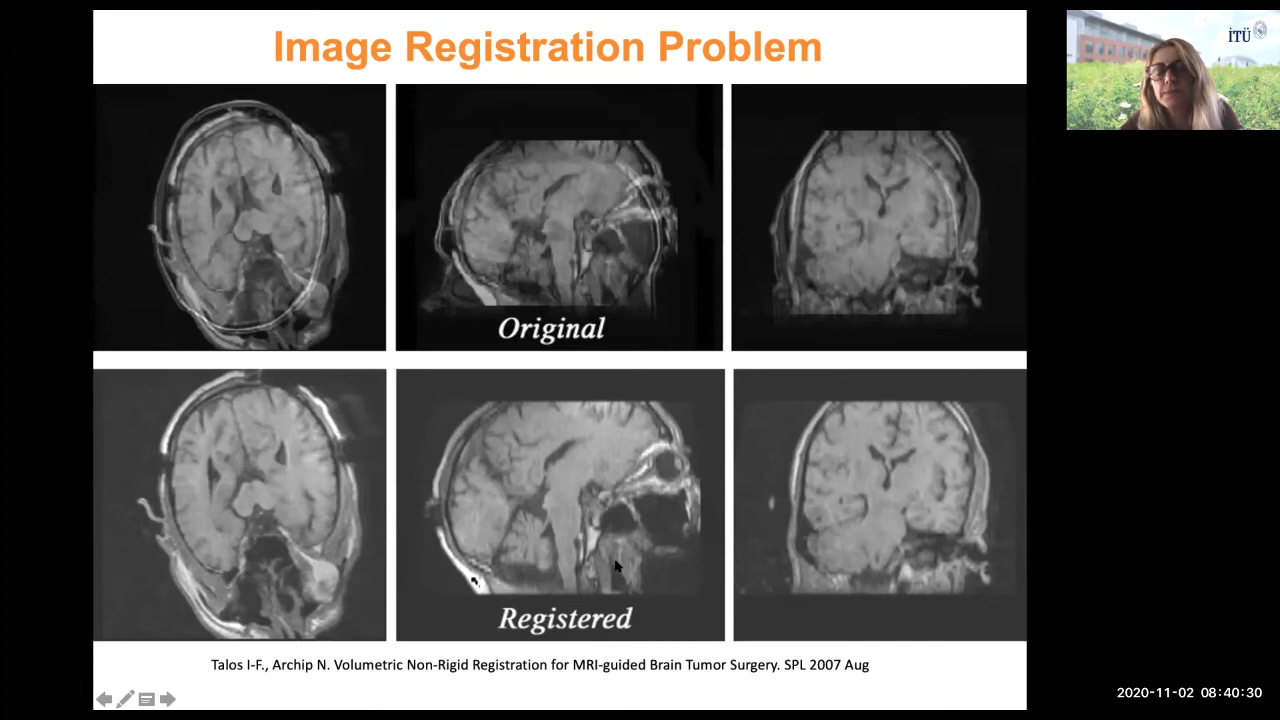 Image Registration Problem
İTÜ
Original
Registered
Talos I-F., Archip N. Volumetric Non-Rigid Registration for MRI-guided Brain Tumor Surgery. SPL 2007 Aug
2020-11-02 08:40:30